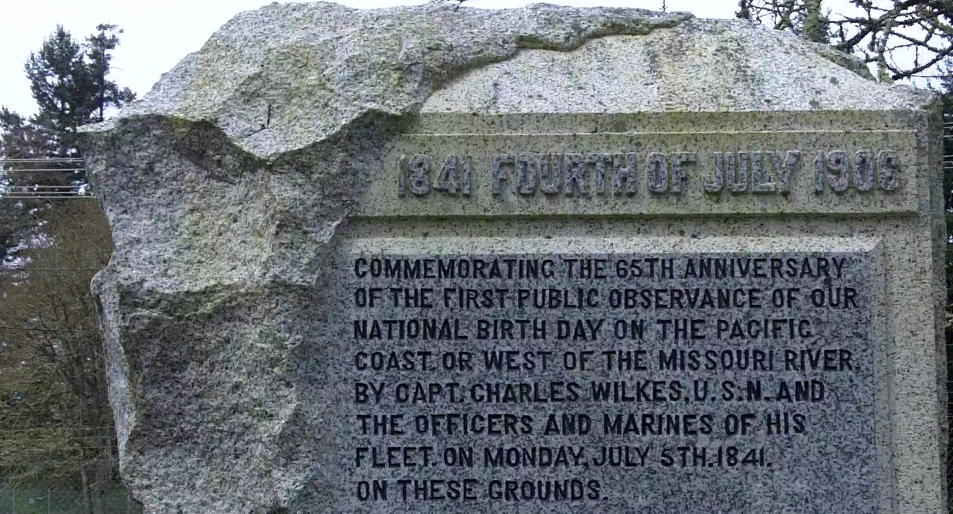 1841 FOURTH OF JULY 1906
COMMEMORATING THE 65TH ANNIVERSARY
OF THE FIRST PUBLIC OBSERVANCE OF OUR
NATIONAL BIRTH DAY ON THE PACIFIC
COAST. OR WEST OF THE MISSOURI RIVER,
BY CAPT. CHARLES WILKES, U.S.N. AND
THE OFFICERS AND MARINES OF HIS
FLEET. ON MONDAY, JULY 5TH. 1841.
ON THESE GROUNDS.